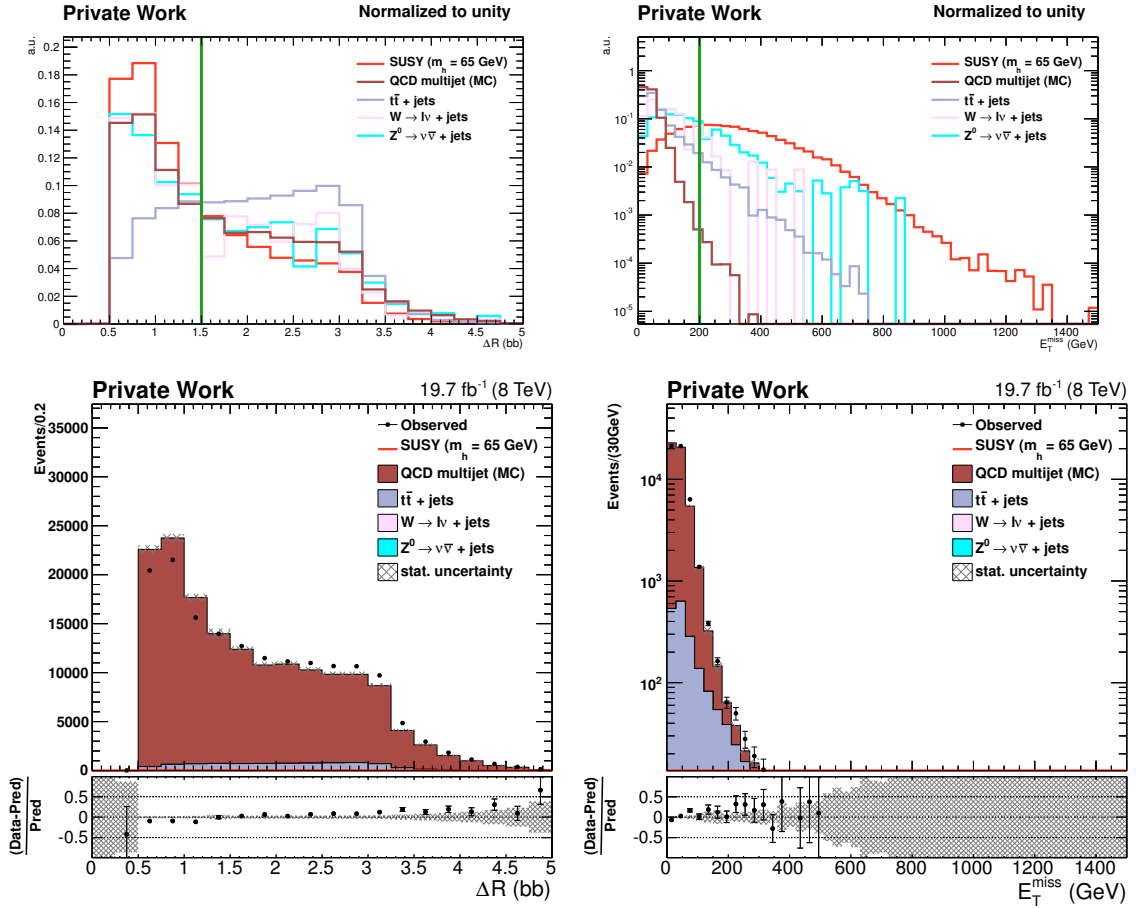 Private Work Normalized to unity
a.u.
0.2
0.18
0.16
0.14
0.12
0.1
0.08
0.06
0.04
0.02
0
SUSY (m_h = 65 GeV)
QCD multijet (MC)
tt̄ + jets
W → lν + jets
Z⁰ → νν̄ + jets
0 0.5 1 1.5 2 2.5 3 3.5 4 4.5 5
ΔR (bb)
Private Work Normalized to unity
a.u.
1
10⁻¹
10⁻²
10⁻³
10⁻⁴
10⁻⁵
SUSY (m_h = 65 GeV)
QCD multijet (MC)
tt̄ + jets
W → lν + jets
Z⁰ → νν̄ + jets
0 200 400 600 800 1000 1200 1400
E_T^miss (GeV)
Private Work 19.7 fb⁻¹ (8 TeV)
Events/0.2
35000
30000
25000
20000
15000
10000
5000
0
Observed
SUSY (m_h = 65 GeV)
QCD multijet (MC)
tt̄ + jets
W → lν + jets
Z⁰ → νν̄ + jets
stat. uncertainty
(Data-Pred)
Pred
0.5
0
-0.5
0 0.5 1 1.5 2 2.5 3 3.5 4 4.5 5
ΔR (bb)
Private Work 19.7 fb⁻¹ (8 TeV)
Events/(30GeV)
10⁴
10³
10²
Observed
SUSY (m_h = 65 GeV)
QCD multijet (MC)
tt̄ + jets
W → lν + jets
Z⁰ → νν̄ + jets
stat. uncertainty
(Data-Pred)
Pred
0.5
0
-0.5
0 200 400 600 800 1000 1200 1400
E_T^miss (GeV)